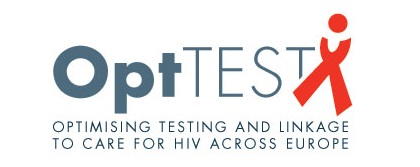 OptTEST
OPTIMISING TESTING AND LINKAGE
TO CARE FOR HIV ACROSS EUROPE